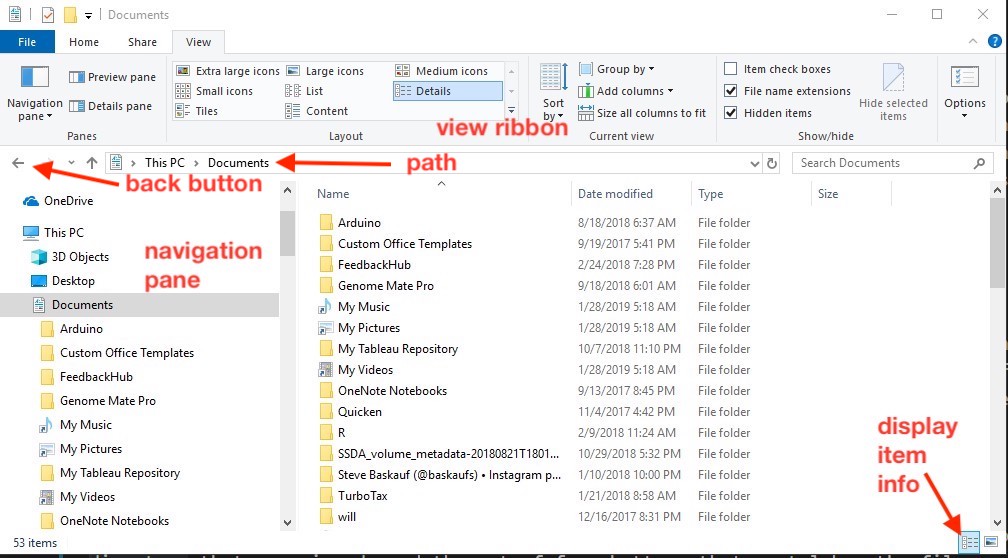 Documents
File Home Share View
Navigation pane
Preview pane
Details pane
Panes
Extra large icons Large icons Medium icons
Small icons List Details
Tiles Content
Layout
Sort by
Group by
Add columns
Size all columns to fit
Current view
Item check boxes
File name extensions
Hidden items
Hide selected items
Show/hide
Options
view ribbon
This PC Documents
path
Search Documents
back button
navigation pane
OneDrive
This PC
3D Objects
Desktop
Documents
Arduino
Custom Office Templates
FeedbackHub
Genome Mate Pro
My Music
My Pictures
My Tableau Repository
My Videos
OneNote Notebooks
Name Date modified Type Size
Arduino 8/18/2018 6:37 AM File folder
Custom Office Templates 9/19/2017 5:41 PM File folder
FeedbackHub 2/24/2018 7:28 PM File folder
Genome Mate Pro 9/18/2018 6:01 AM File folder
My Music 1/28/2019 5:18 AM File folder
My Pictures 1/28/2019 5:18 AM File folder
My Tableau Repository 10/7/2018 11:10 PM File folder
My Videos 1/28/2019 5:18 AM File folder
OneNote Notebooks 9/13/2017 8:45 PM File folder
Quicken 11/4/2017 4:42 PM File folder
R 2/9/2018 11:24 AM File folder
SSDA_volume_metadata-20180821T1801... 10/29/2018 5:32 PM File folder
Steve Baskauf (@baskaufs) • Instagram p... 1/10/2018 10:00 PM File folder
TurboTax 1/21/2018 8:58 AM File folder
will 12/16/2017 8:31 PM File folder
display item info
53 items